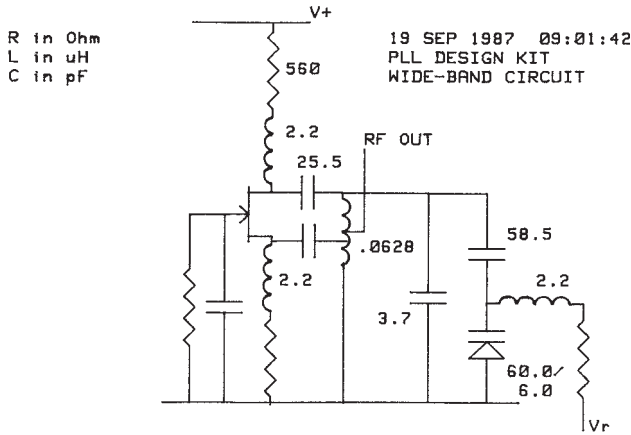 V+
R in Ohm
L in uH
C in pF
19 SEP 1987 09:01:42
PLL DESIGN KIT
WIDE-BAND CIRCUIT
560
2.2
RF OUT
25.5
58.5
.0628
2.2
2.2
3.7
60.0/
6.0
Vr